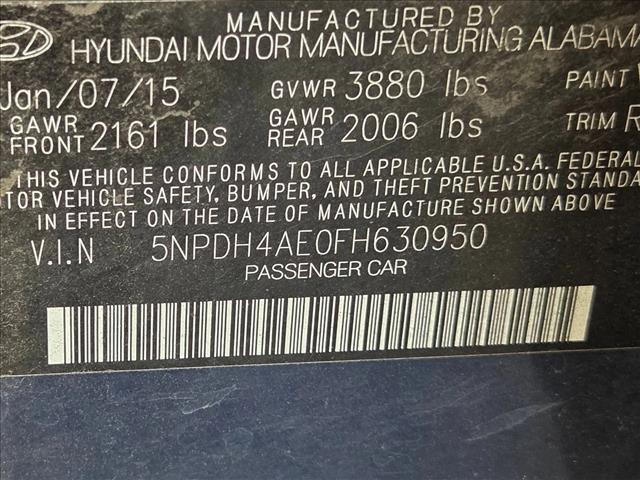 MANUFACTURED BY
HYUNDAI MOTOR MANUFACTURING ALABAMA
Jan/07/15 GVWR 3880 lbs PAINT
GAWR FRONT 2161 lbs GAWR REAR 2006 lbs TRIM R
THIS VEHICLE CONFORMS TO ALL APPLICABLE U.S.A. FEDERAL
TOR VEHICLE SAFETY, BUMPER, AND THEFT PREVENTION STANDA
IN EFFECT ON THE DATE OF MANUFACTURE SHOWN ABOVE
V.I.N 5NPDH4AE0FH630950
PASSENGER CAR